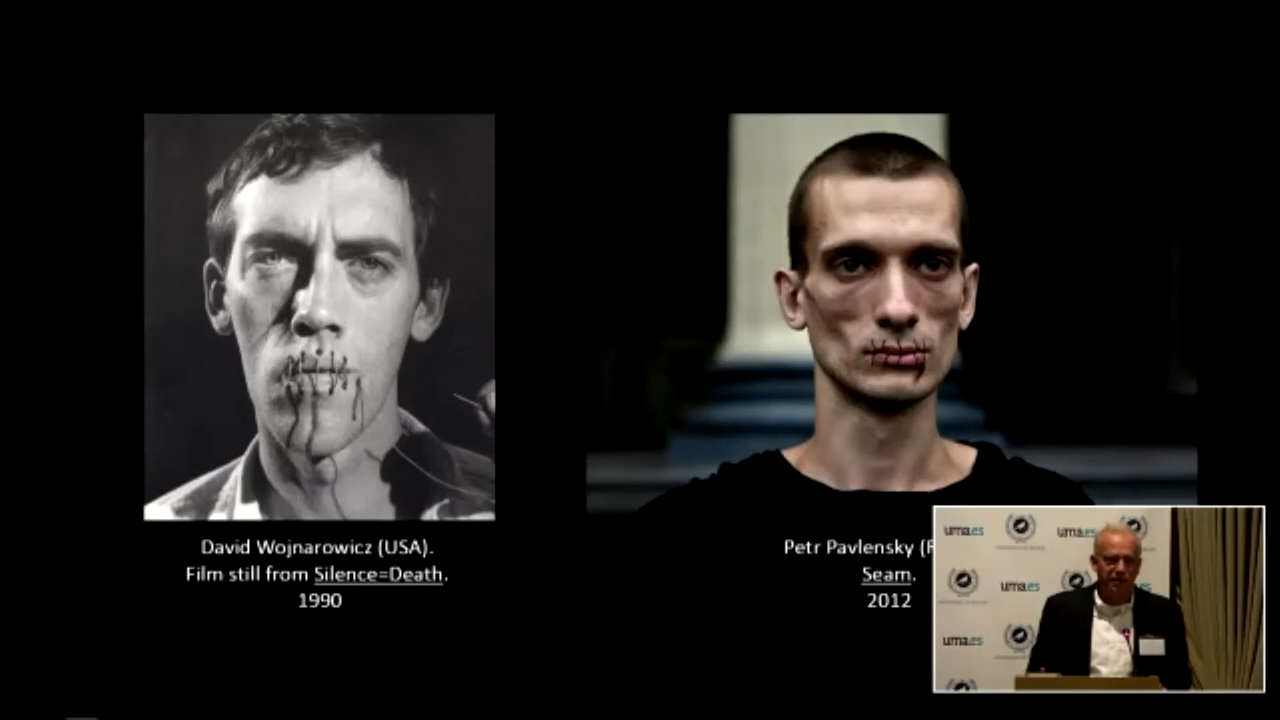 David Wojnarowicz (USA).
Film still from Silence=Death.
1990
Petr Pavlensky (
Seam.
2012
uma.es
uma.es
uma.es
uma.es